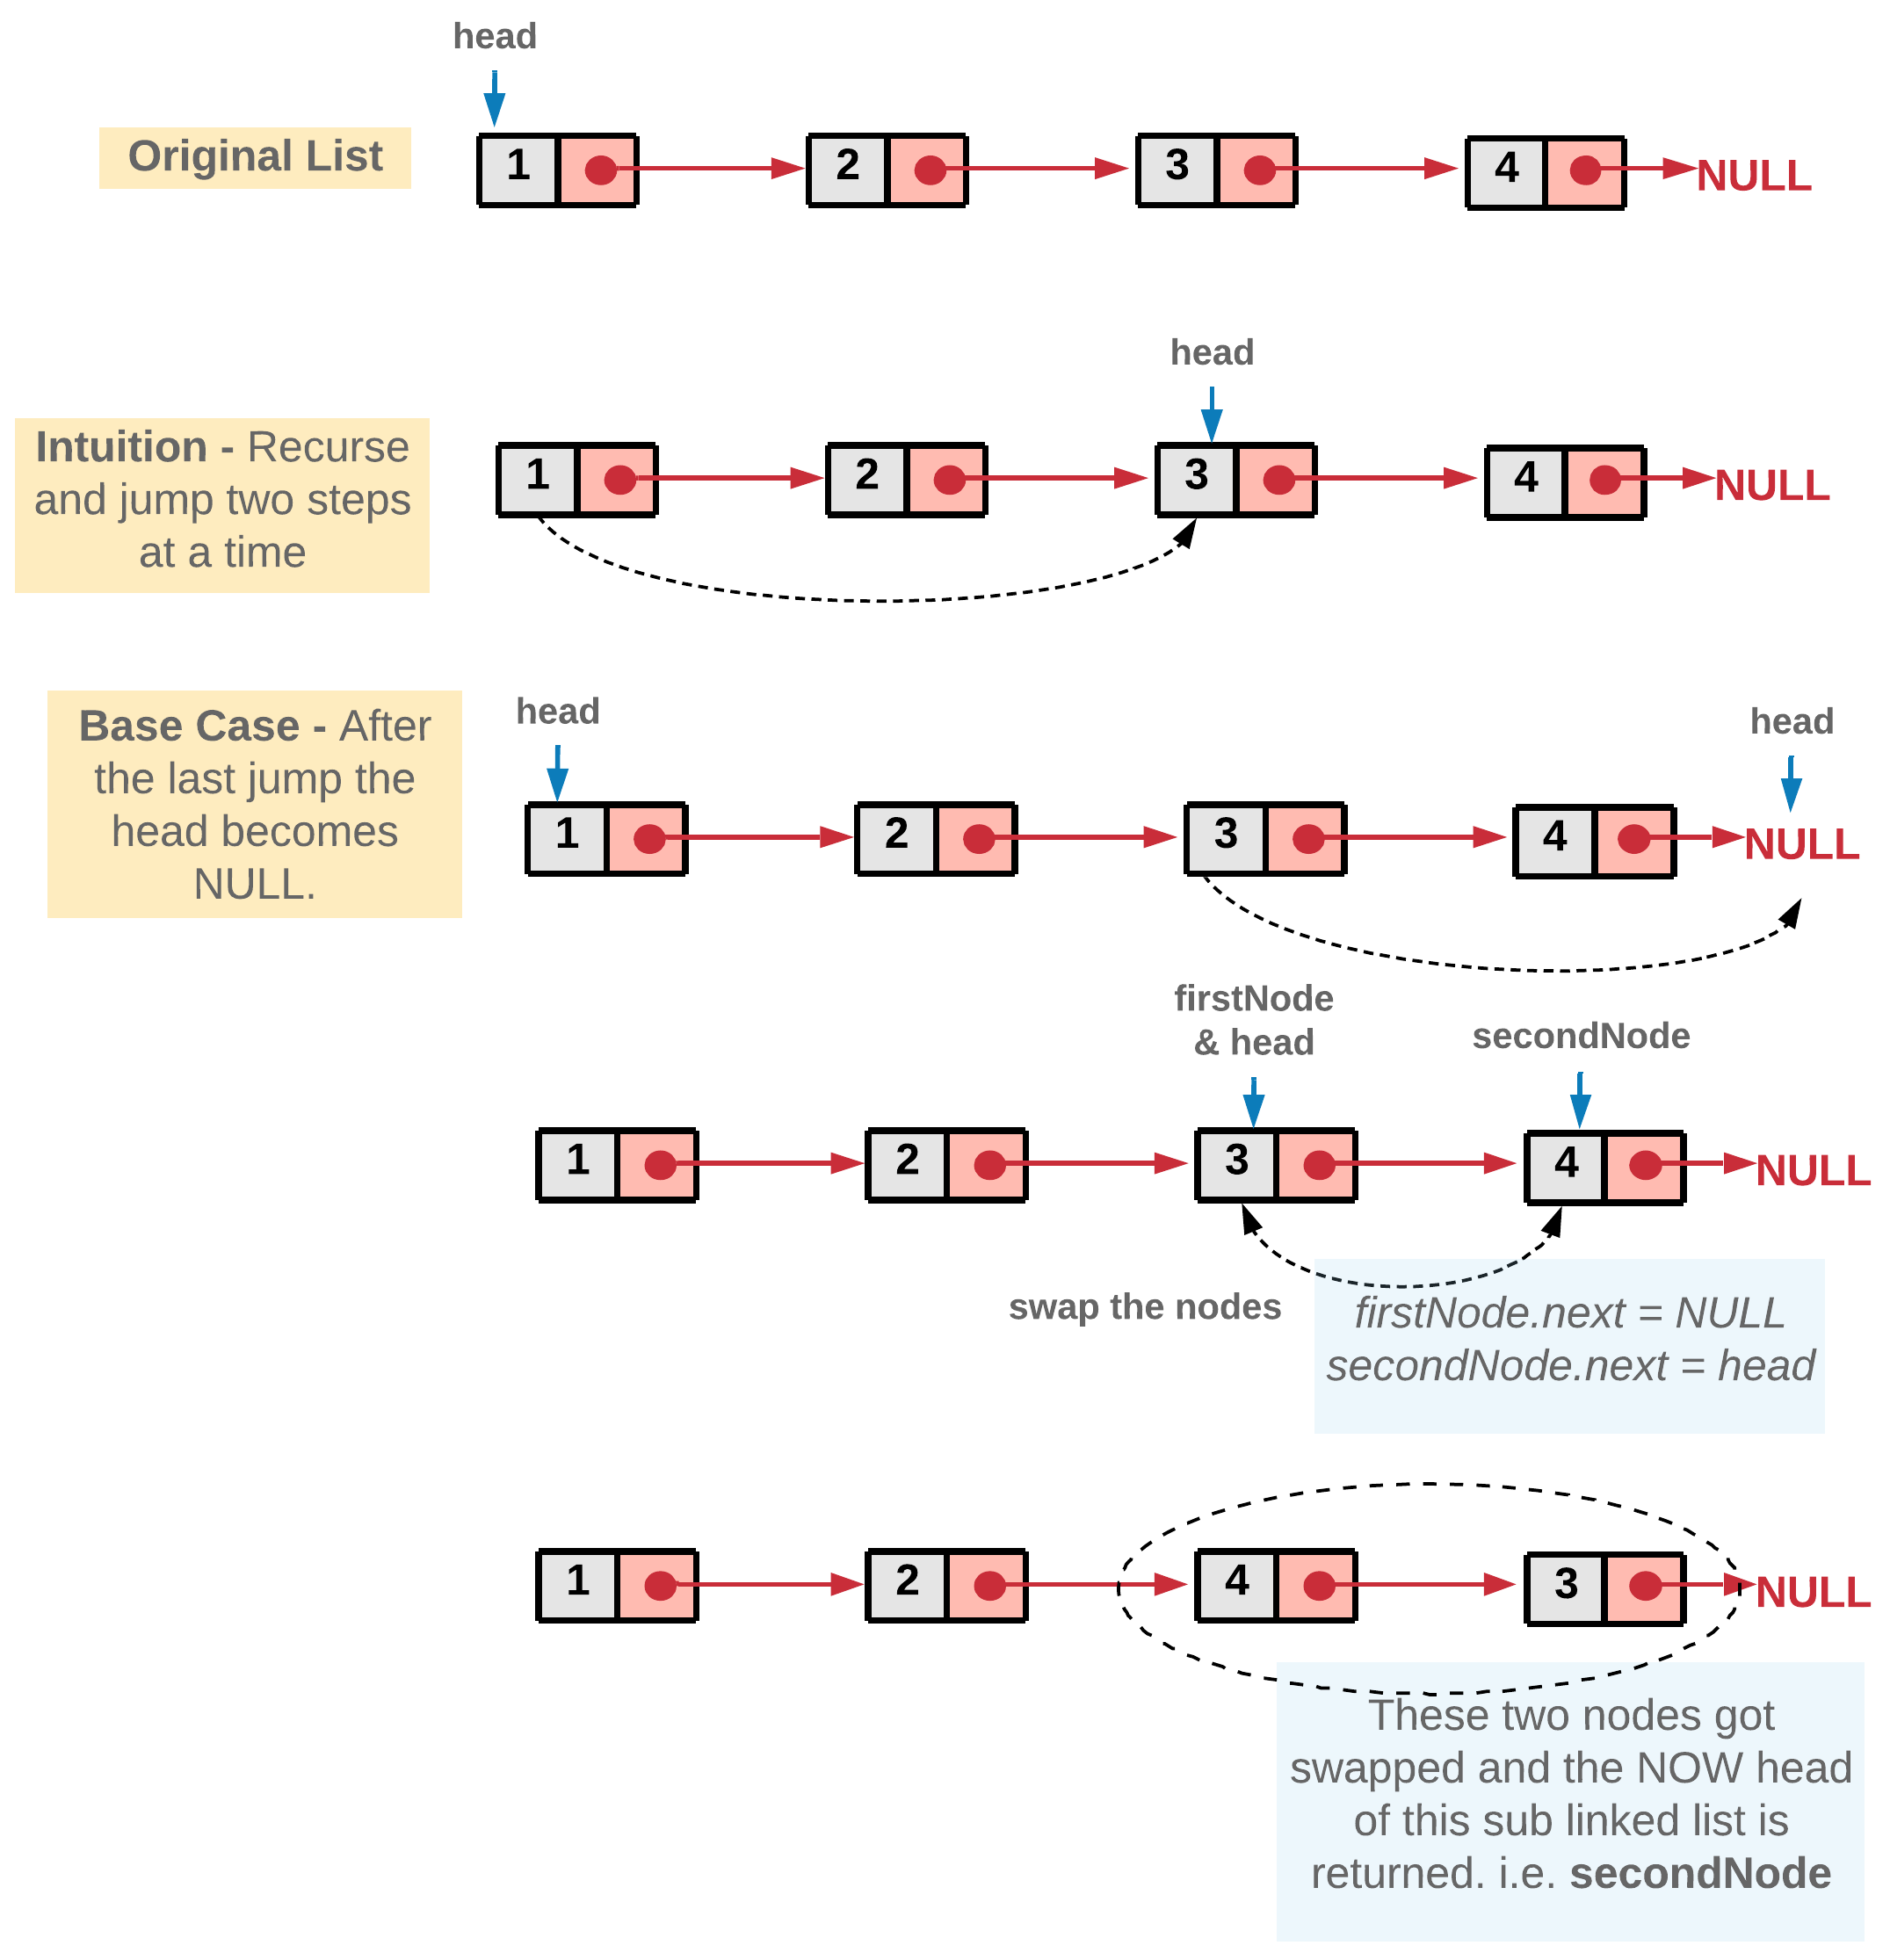 head
Original List
1
2
3
4
NULL
head
Intuition - Recurse
and jump two steps
at a time
1
2
3
4
NULL
Base Case - After
the last jump the
head becomes
NULL.
head
head
1
2
3
4
NULL
firstNode
& head
secondNode
1
2
3
4
NULL
swap the nodes
firstNode.next = NULL
secondNode.next = head
1
2
4
3
NULL
These two nodes got
swapped and the NOW head
of this sub linked list is
returned. i.e. secondNode